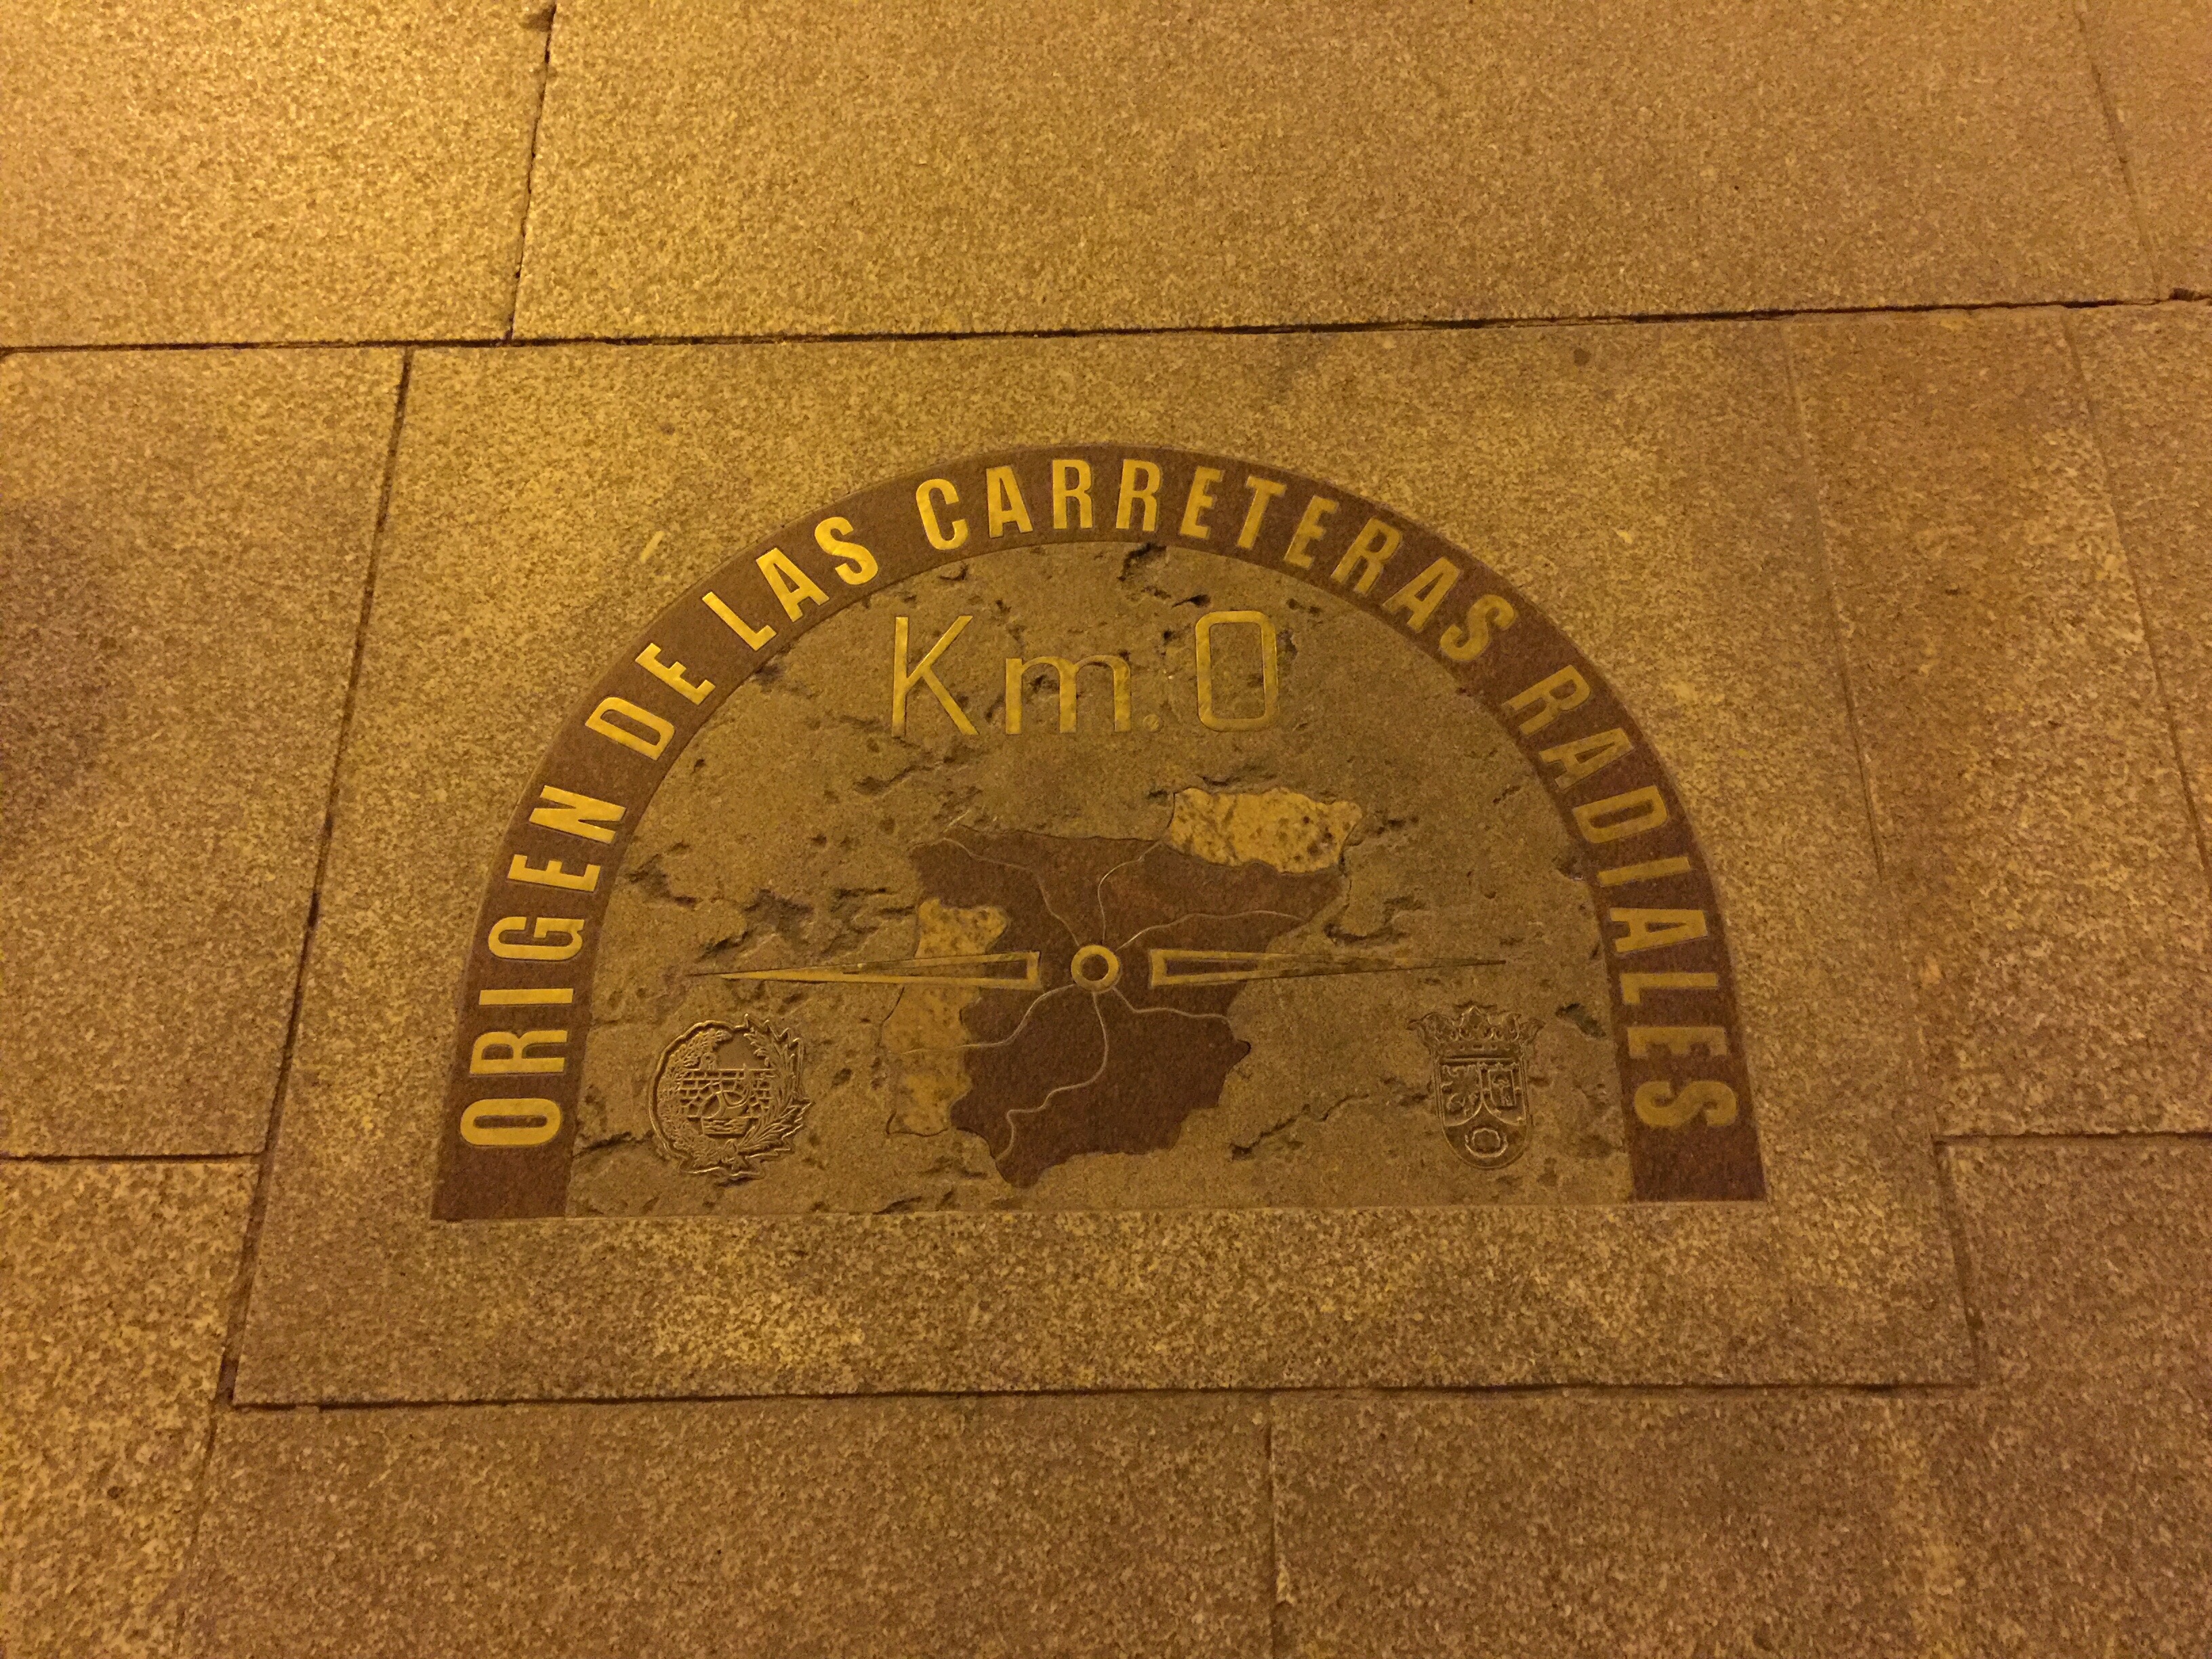 ORIGEN DE LAS CARRETERAS RADIALES
Km. 0